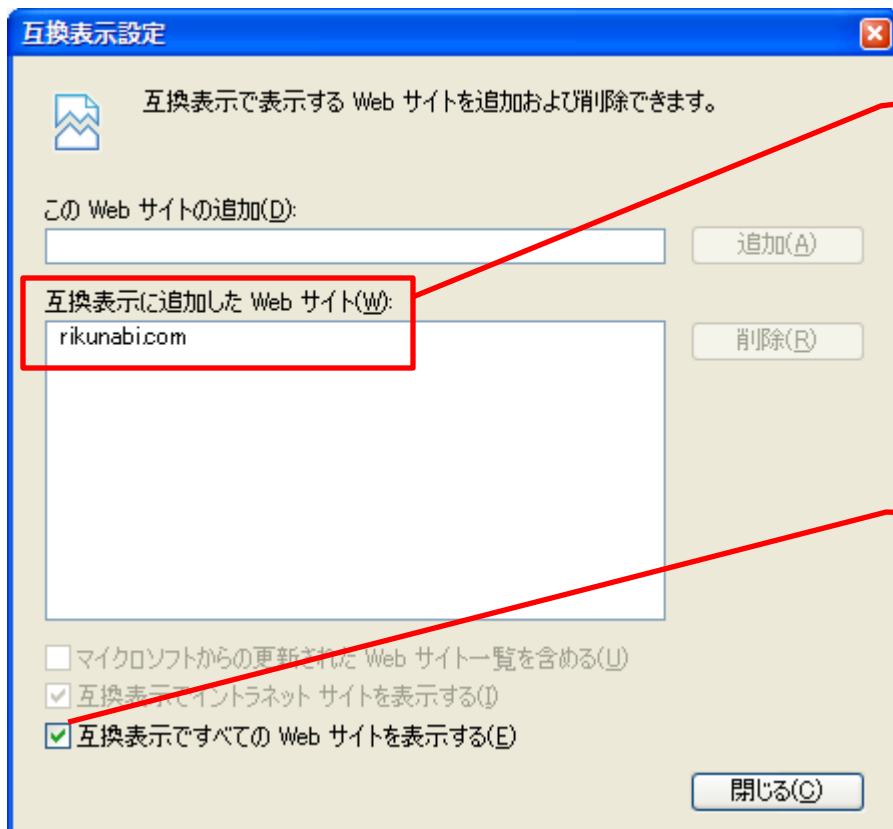 互換表示設定
互換表示で表示する Web サイトを追加および削除できます。
この Web サイトの追加(D):
追加(A)
互換表示に追加した Web サイト(W):
rikunabi.com
削除(R)
マイクロソフトからの更新された Web サイト一覧を含める(U)
互換表示でイントラネット サイトを表示する(I)
互換表示ですべての Web サイトを表示する(E)
閉じる(C)